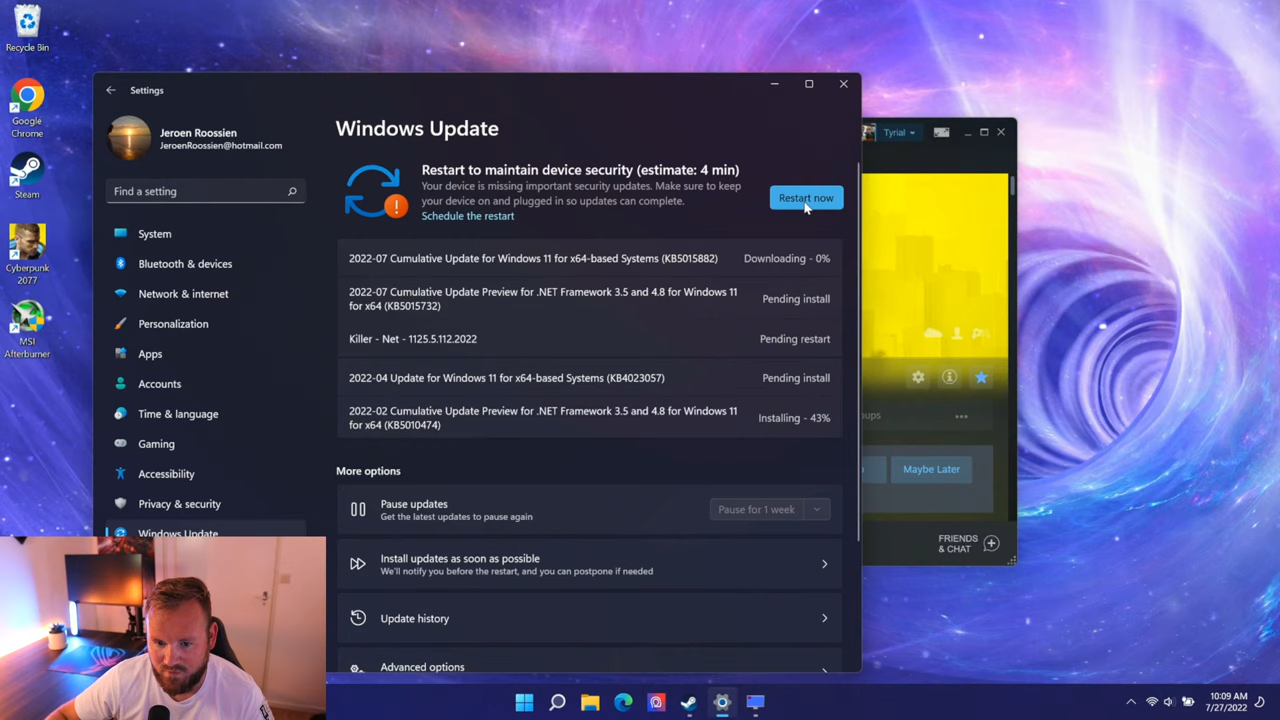 Recycle Bin
Google
Chrome
Steam
Cyberpunk
2077
MSI
Afterburner
Settings
Jeroen Roossien
JeroenRoossien@hotmail.com
Find a setting
System
Bluetooth & devices
Network & internet
Personalization
Apps
Accounts
Time & language
Gaming
Accessibility
Privacy & security
Windows Update
Windows Update
Restart to maintain device security (estimate: 4 min)
Your device is missing important security updates. Make sure to keep
your device on and plugged in so updates can complete.
Schedule the restart
Restart now
2022-07 Cumulative Update for Windows 11 for x64-based Systems (KB5015882)
Downloading - 0%
2022-07 Cumulative Update Preview for .NET Framework 3.5 and 4.8 for Windows 11
for x64 (KB5015732)
Pending install
Killer - Net - 1125.5.112.2022
Pending restart
2022-04 Update for Windows 11 for x64-based Systems (KB4023057)
Pending install
2022-02 Cumulative Update Preview for .NET Framework 3.5 and 4.8 for Windows 11
for x64 (KB5010474)
Installing - 43%
More options
Pause updates
Get the latest updates to pause again
Pause for 1 week
Install updates as soon as possible
We'll notify you before the restart, and you can postpone if needed
Update history
Advanced options
Tyrial
Maybe Later
FRIENDS
& CHAT
10:09 AM
7/27/2022